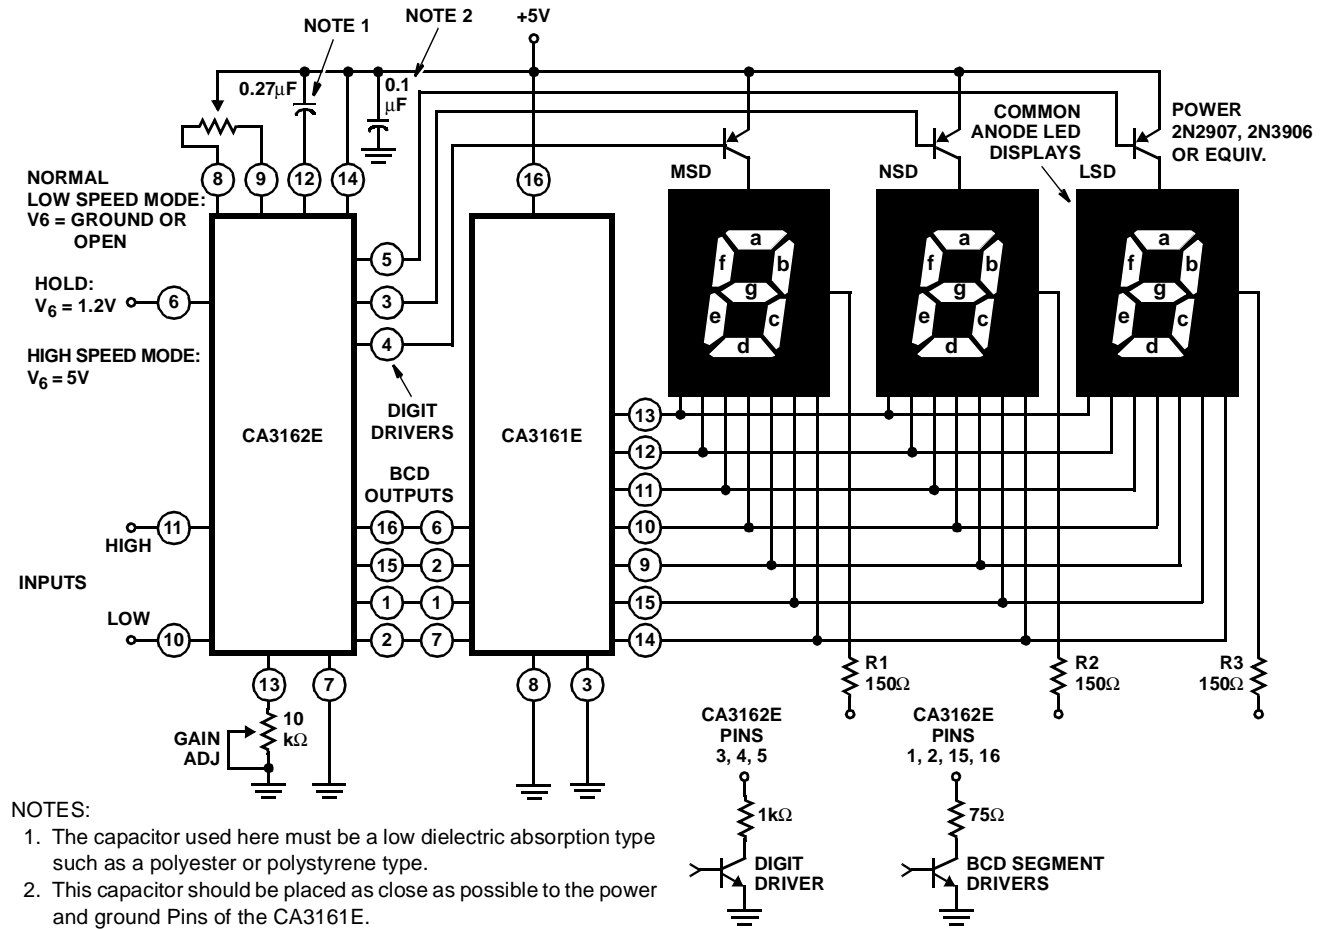 NOTE 1
NOTE 2
+5V
0.27μF
0.1
μF
8
9
12
14
16
NORMAL
LOW SPEED MODE:
V6 = GROUND OR
OPEN
HOLD:
V6 = 1.2V
6
HIGH SPEED MODE:
V6 = 5V
5
3
4
DIGIT
DRIVERS
CA3162E
CA3161E
BCD
OUTPUTS
16
6
15
2
1
1
2
7
11
HIGH
INPUTS
LOW
10
13
7
8
3
10
kΩ
GAIN
ADJ
COMMON
ANODE LED
DISPLAYS
POWER
2N2907, 2N3906
OR EQUIV.
MSD
NSD
LSD
a
f
b
g
e
c
d
a
f
b
g
e
c
d
a
f
b
g
e
c
d
13
12
11
10
9
15
14
R1
150Ω
R2
150Ω
R3
150Ω
CA3162E
PINS
3, 4, 5
1kΩ
DIGIT
DRIVER
CA3162E
PINS
1, 2, 15, 16
75Ω
BCD SEGMENT
DRIVERS
NOTES:
1. The capacitor used here must be a low dielectric absorption type
such as a polyester or polystyrene type.
2. This capacitor should be placed as close as possible to the power
and ground Pins of the CA3161E.